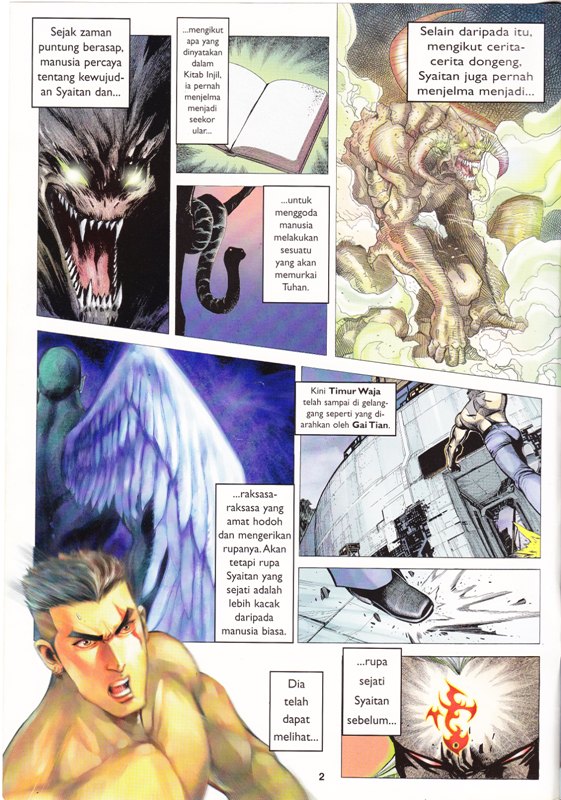 Sejak zaman
puntung berasap,
manusia percaya
tentang kewujud-
an Syaitan dan...
...mengikut
apa yang
dinyatakan
dalam
Kitab Injil,
ia pernah
menjelma
menjadi
seekor
ular...
...untuk
menggoda
manusia
melakukan
sesuatu
yang akan
memurkai
Tuhan.
Selain daripada itu,
mengikut cerita-
cerita dongeng,
Syaitan juga pernah
menjelma menjadi...
...raksasa-
raksasa yang
amat hodoh
dan mengerikan
rupanya. Akan
tetapi rupa
Syaitan yang
sejati adalah
lebih kacak
daripada
manusia biasa.
Kini Timur Waja
telah sampai di gelang-
gang seperti yang di-
arahkan oleh Gai Tian.
Dia
telah
dapat
melihat...
...rupa
sejati
Syaitan
sebelum...
2